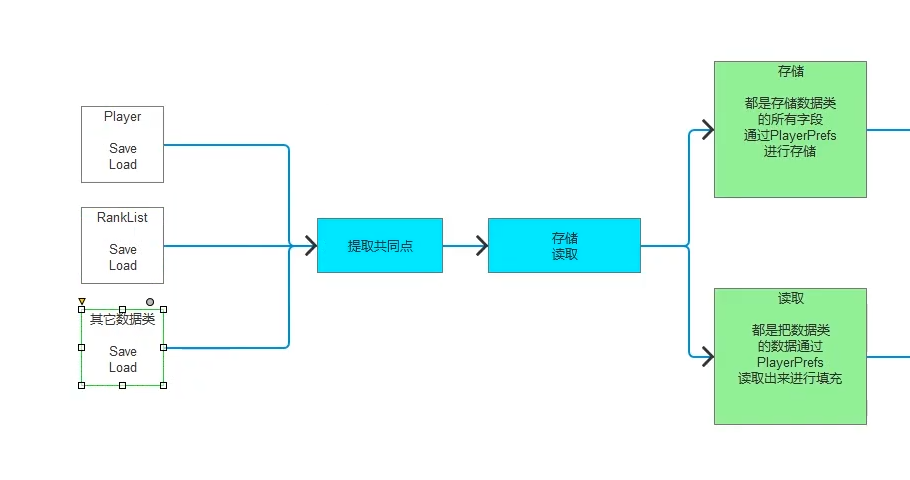 Player
Save
Load
RankList
Save
Load
其它数据类
Save
Load
提取共同点
存储
读取
存储
都是存储数据类
的所有字段
通过PlayerPrefs
进行存储
读取
都是把数据类
的数据通过
PlayerPrefs
读取出来进行填充